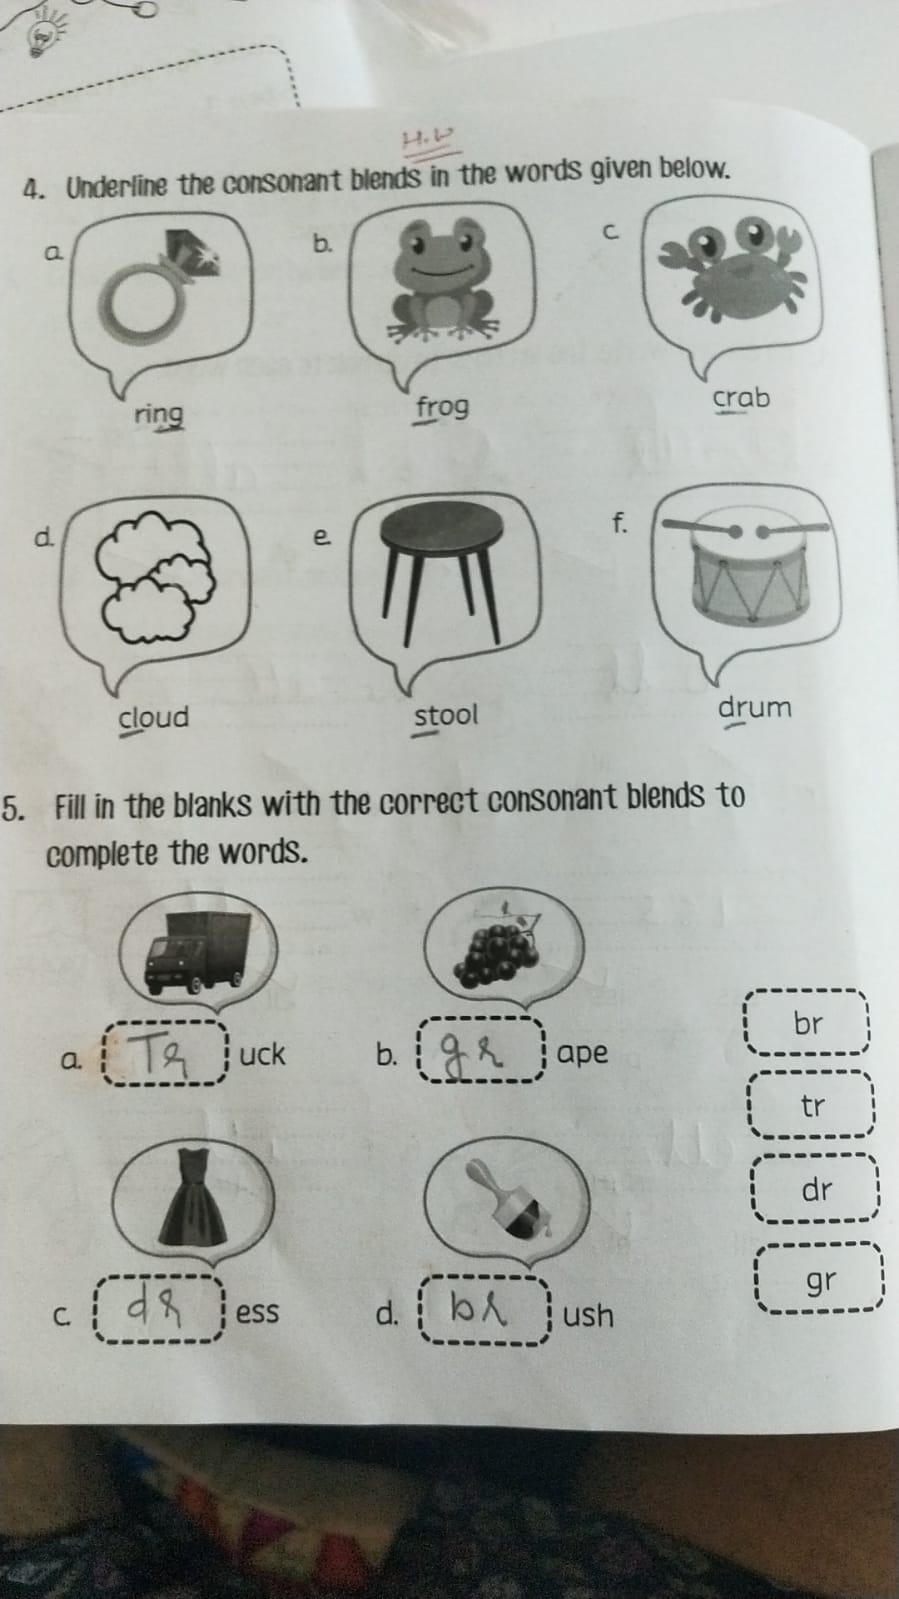 H.W
4. Underline the consonant blends in the words given below.
a. b. c.
ring frog crab
d. e. f.
cloud stool drum
5. Fill in the blanks with the correct consonant blends to
complete the words.
br
a. Tr uck b. gr ape
tr
dr
gr
c. dr ess d. br ush